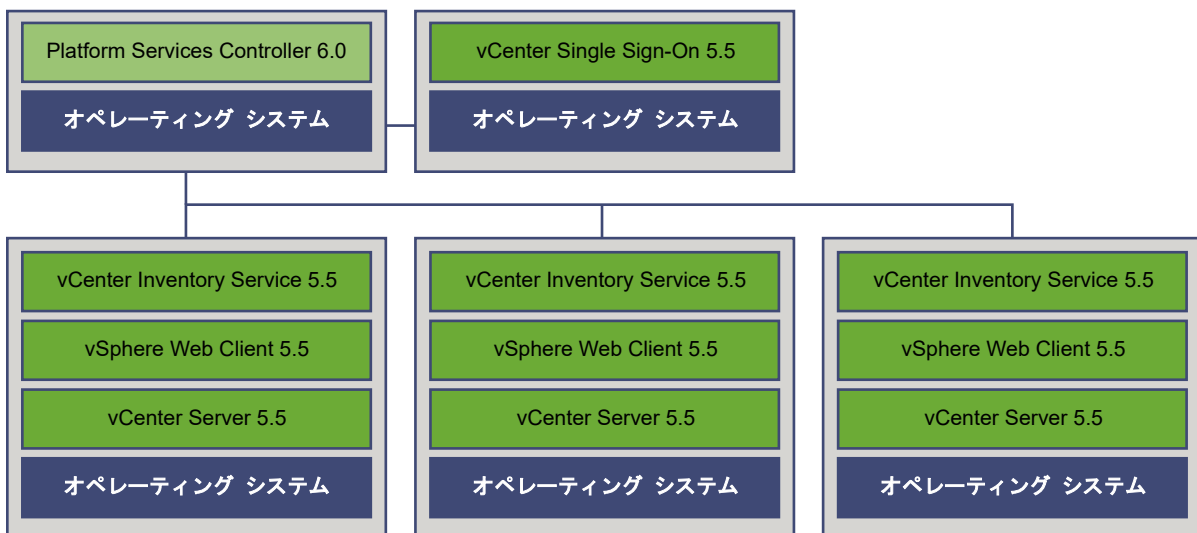 Platform Services Controller 6.0
オペレーティング システム
vCenter Single Sign-On 5.5
オペレーティング システム
vCenter Inventory Service 5.5
vSphere Web Client 5.5
vCenter Server 5.5
オペレーティング システム
vCenter Inventory Service 5.5
vSphere Web Client 5.5
vCenter Server 5.5
オペレーティング システム
vCenter Inventory Service 5.5
vSphere Web Client 5.5
vCenter Server 5.5
オペレーティング システム